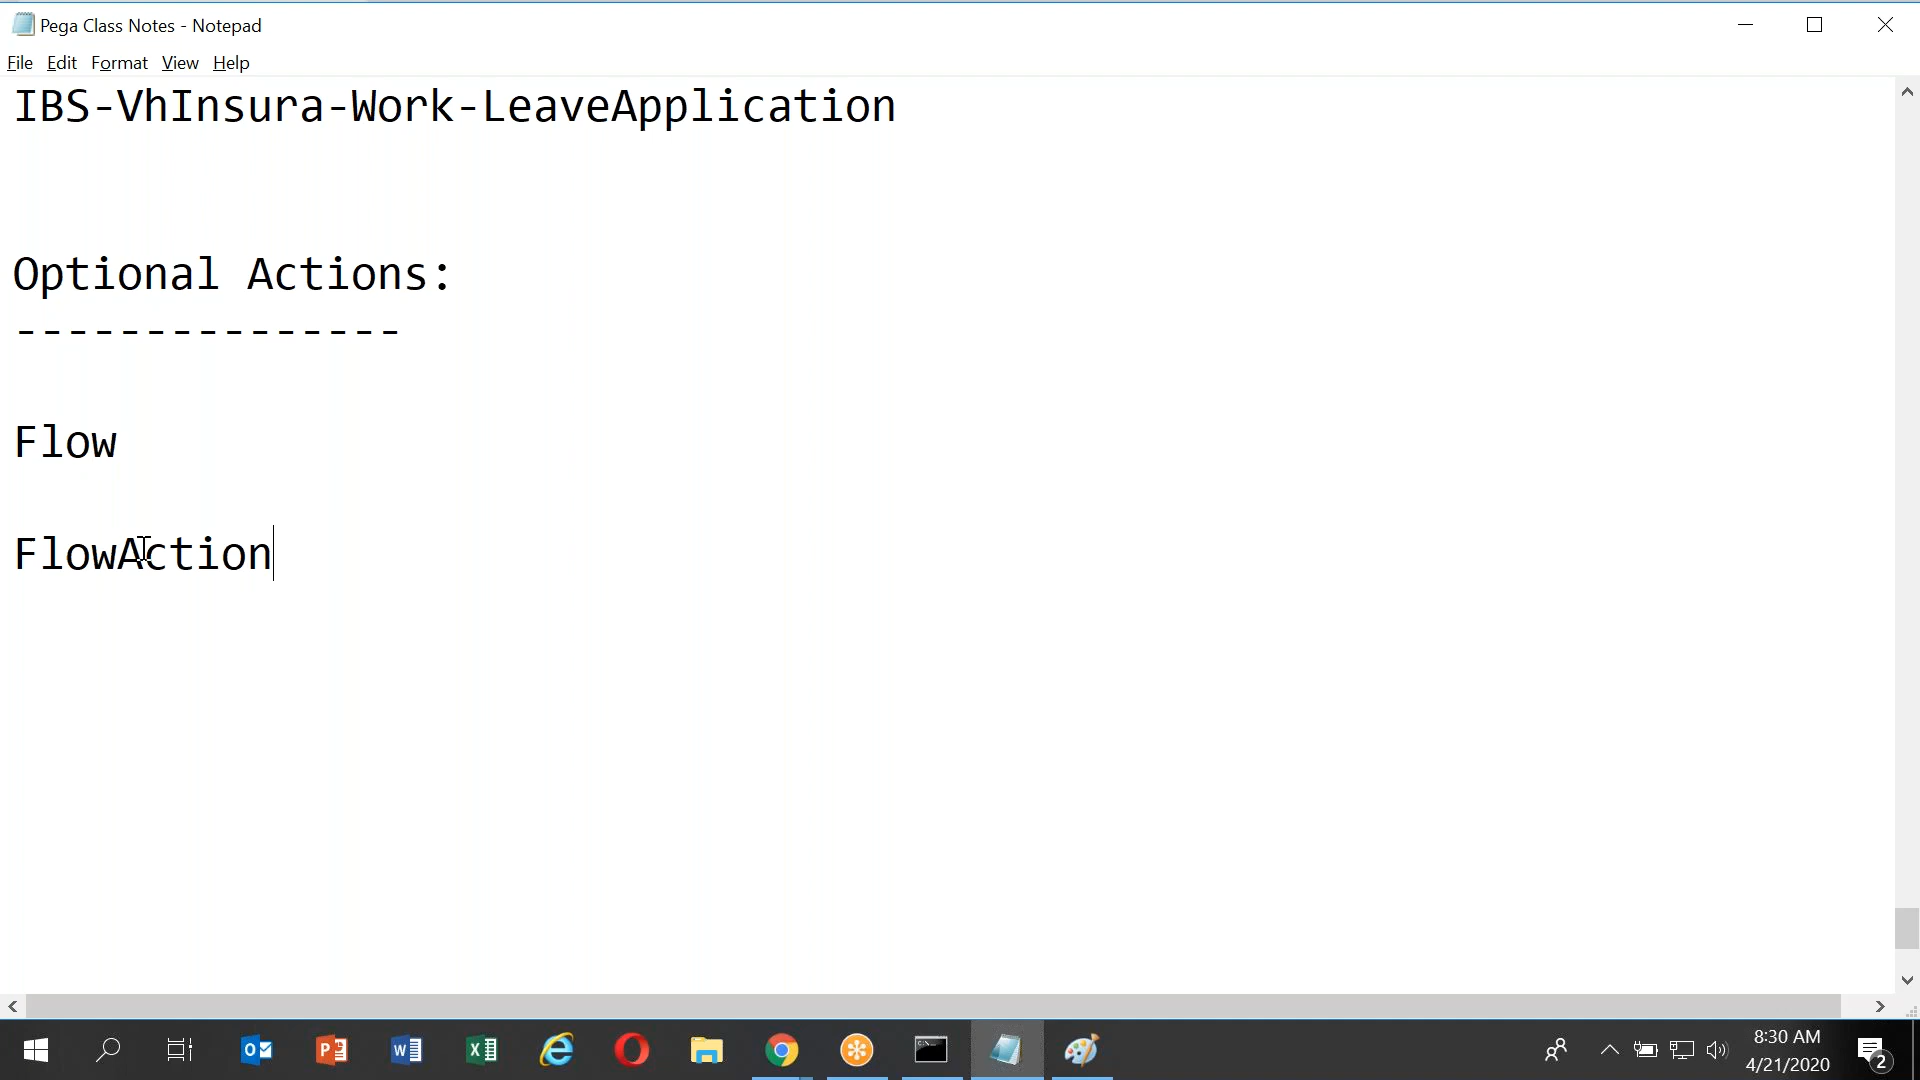 Pega Class Notes - Notepad
File Edit Format View Help
IBS-VhInsura-Work-LeaveApplication
Optional Actions:
---------------
Flow
FlowAction
8:30 AM
4/21/2020
2